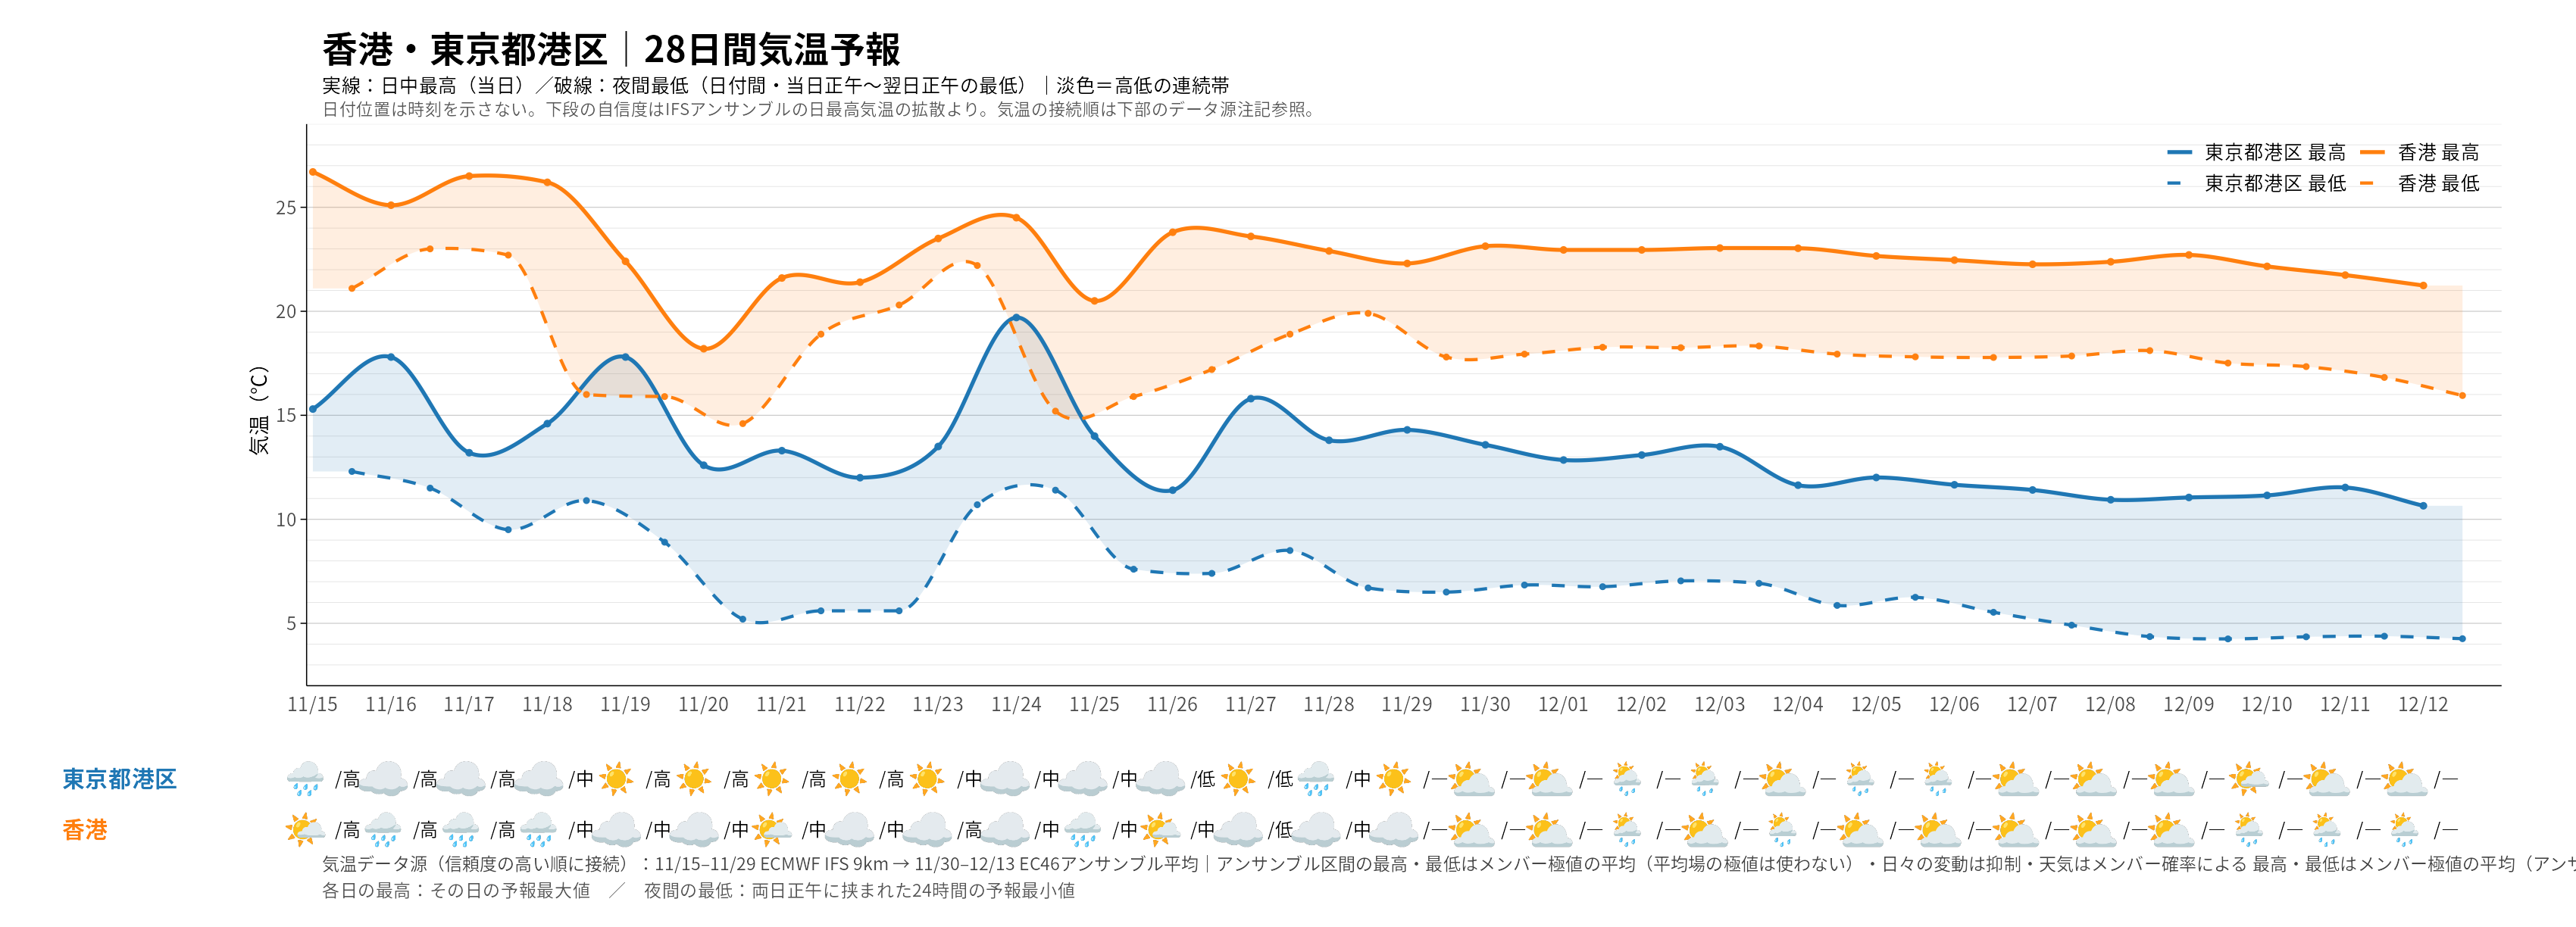 香港・東京都港区｜28日間気温予報
実線：日中最高（当日）／破線：夜間最低（日付間・当日正午～翌日正午の最低）｜淡色＝高低の連続帯
日付位置は時刻を示さない。下段の自信度はIFSアンサンブルの日最高気温の拡散より。気温の接続順は下部のデータ源注記参照。
東京都港区 最高 香港 最高
東京都港区 最低 香港 最低
気温（°C）
25
20
15
10
5
11/15 11/16 11/17 11/18 11/19 11/20 11/21 11/22 11/23 11/24 11/25 11/26 11/27 11/28 11/29 11/30 12/01 12/02 12/03 12/04 12/05 12/06 12/07 12/08 12/09 12/10 12/11 12/12
東京都港区 /高 /高 /高 /中 /高 /高 /高 /高 /中 /中 /中 /低 /低 /中 /— /— /— /— /— /— /— /— /— /— /— /— /— /—
香港 /高 /高 /高 /中 /中 /中 /中 /中 /高 /中 /中 /中 /低 /中 /— /— /— /— /— /— /— /— /— /— /— /— /— /—
気温データ源（信頼度の高い順に接続）：11/15–11/29 ECMWF IFS 9km → 11/30–12/13 EC46アンサンブル平均｜アンサンブル区間の最高・最低はメンバー極値の平均（平均場の極値は使わない）・日々の変動は抑制・天気はメンバー確率による 最高・最低はメンバー極値の平均（アンサ
各日の最高：その日の予報最大値　／　夜間の最低：両日正午に挟まれた24時間の予報最小値